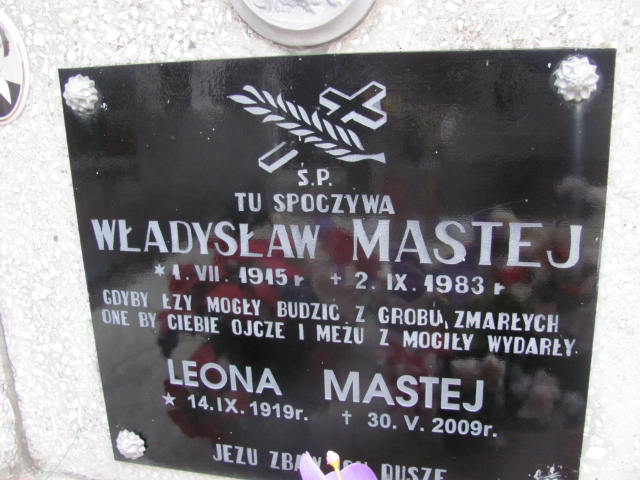 Ś.P.
TU SPOCZYWA
WŁADYSŁAW MASTEJ
* 1. VII. 1915 r + 2. IX. 1983 r
GDYBY ŁZY MOGŁY BUDZIĆ Z GROBU, ZMARŁYCH
ONE BY CIEBIE OJCZE I MĘŻU Z MOGIŁY WYDARŁY.
LEONA MASTEJ
* 14. IX. 1919r. † 30. V. 2009r.
JEZU DUSZE